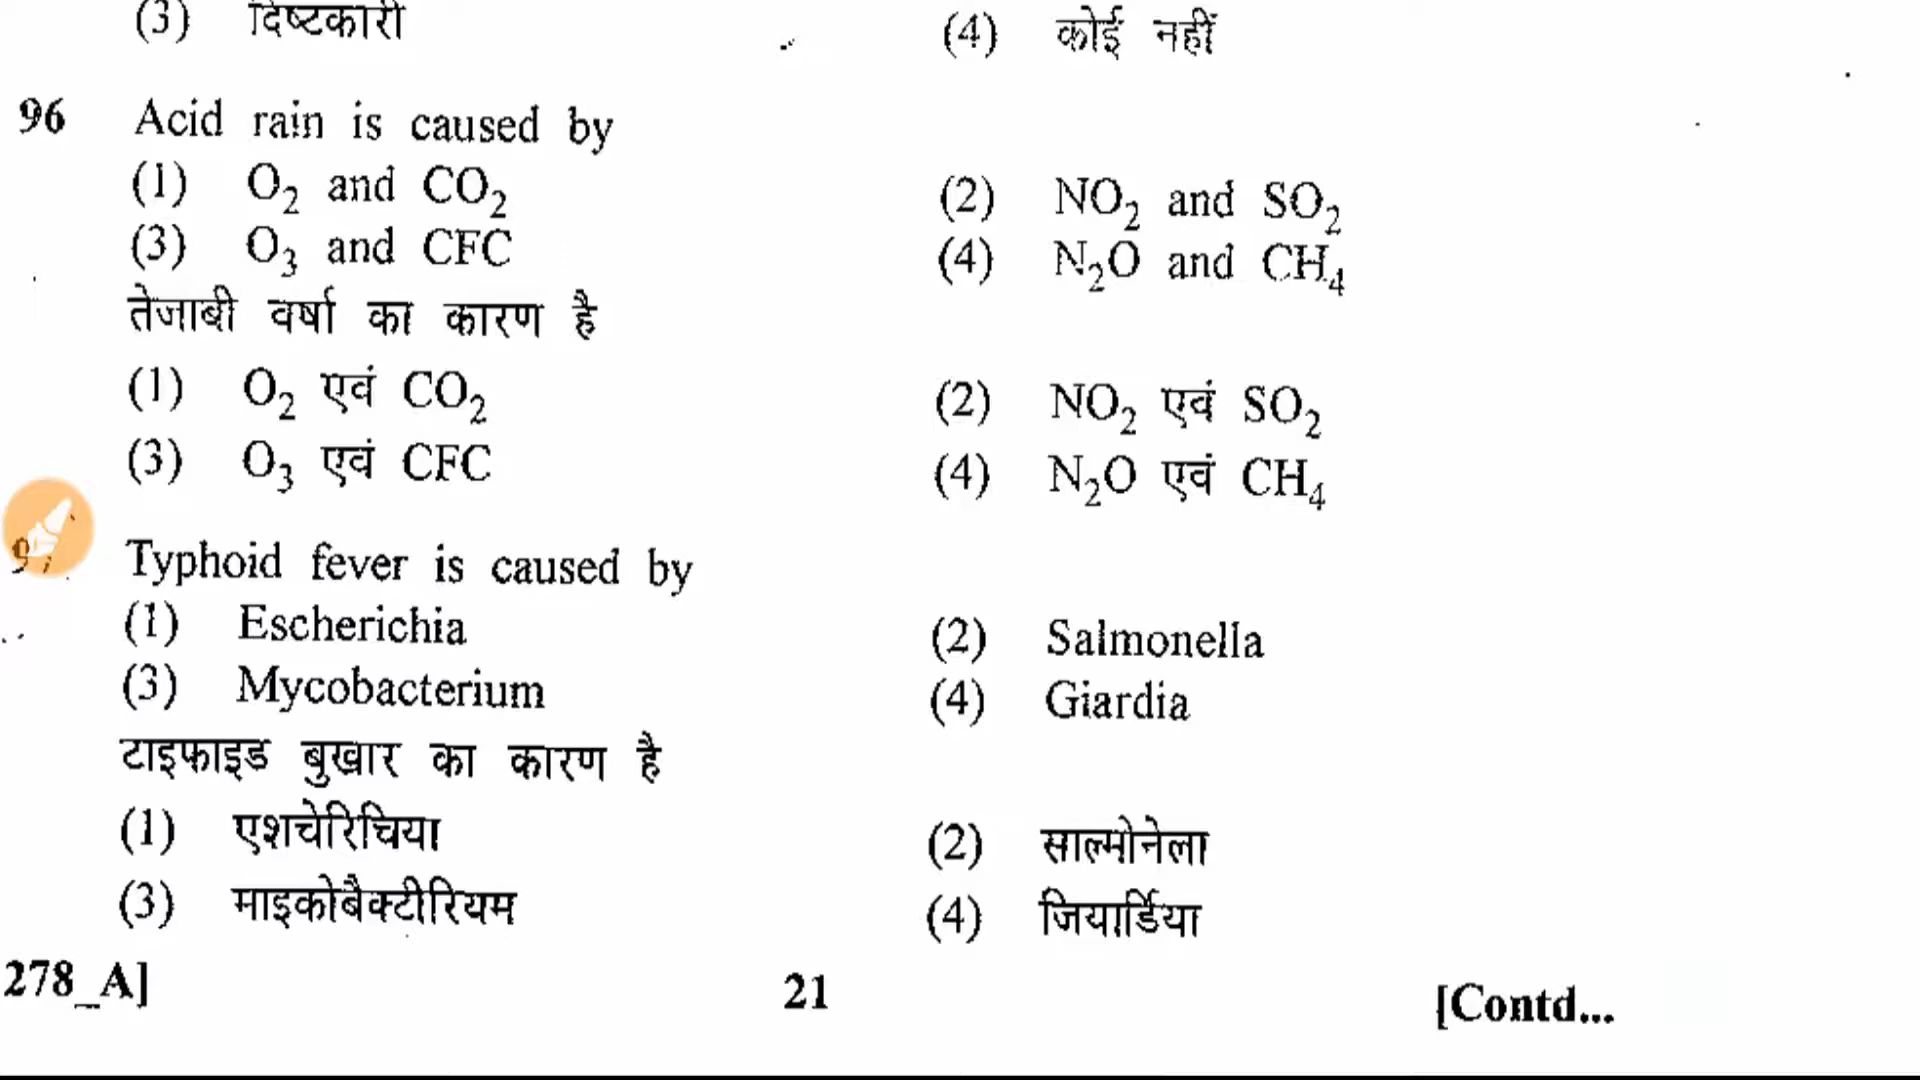 (3) दिष्टकारी (4) कोई नहीं
96 Acid rain is caused by
(1) O₂ and CO₂ (2) NO₂ and SO₂
(3) O₃ and CFC (4) N₂O and CH₄
तेजाबी वर्षा का कारण है
(1) O₂ एवं CO₂ (2) NO₂ एवं SO₂
(3) O₃ एवं CFC (4) N₂O एवं CH₄
Typhoid fever is caused by
(1) Escherichia (2) Salmonella
(3) Mycobacterium (4) Giardia
टाइफाइड बुखार का कारण है
(1) एशचेरिचिया (2) साल्मोनेला
(3) माइकोबैक्टीरियम (4) जियार्डिया
278_A] 21 [Contd...